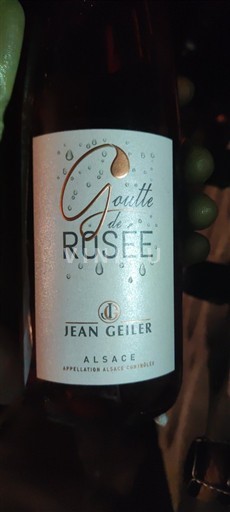 Goutte
de
ROSÉE
JG
JEAN GEILER
ALSACE
APPELLATION ALSACE CONTRÔLÉE